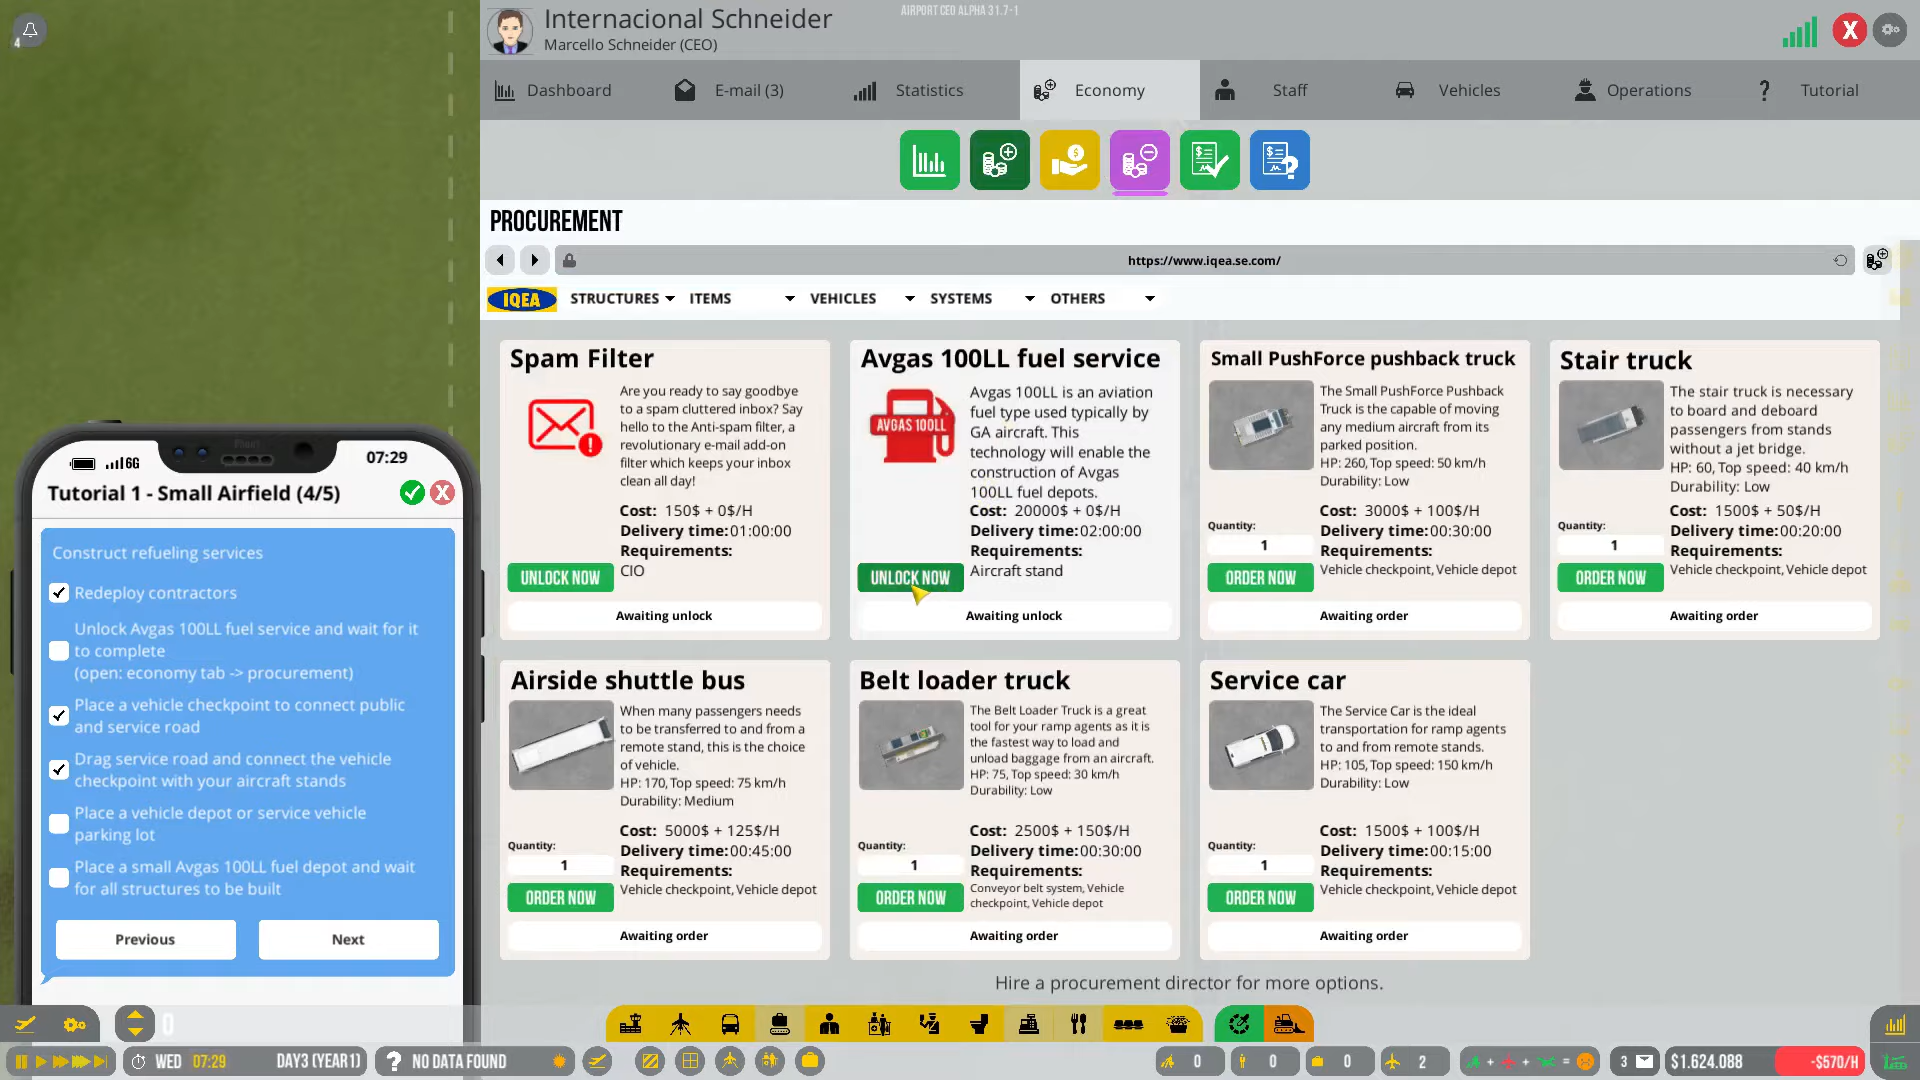 AIRPORT CEO ALPHA 31.7-1
Internacional Schneider
Marcello Schneider (CEO)
4
X
Dashboard
E-mail (3)
Statistics
Economy
Staff
Vehicles
Operations
? Tutorial
PROCUREMENT
https://www.iqea.se.com/
IQEA
STRUCTURES
ITEMS
VEHICLES
SYSTEMS
OTHERS
Spam Filter
Are you ready to say goodbye
to a spam cluttered inbox? Say
hello to the Anti-spam filter, a
revolutionary e-mail add-on
filter which keeps your inbox
clean all day!
Cost: 150$ + 0$/H
Delivery time:01:00:00
Requirements:
CIO
UNLOCK NOW
Awaiting unlock
Avgas 100LL fuel service
AVGAS 100LL
Avgas 100LL is an aviation
fuel type used typically by
GA aircraft. This
technology will enable the
construction of Avgas
100LL fuel depots.
Cost: 20000$ + 0$/H
Delivery time:02:00:00
Requirements:
Aircraft stand
UNLOCK NOW
Awaiting unlock
Small PushForce pushback truck
The Small PushForce Pushback
Truck is the capable of moving
any medium aircraft from its
parked position.
HP: 260, Top speed: 50 km/h
Durability: Low
Cost: 3000$ + 100$/H
Delivery time:00:30:00
Requirements:
Vehicle checkpoint, Vehicle depot
Quantity:
1
ORDER NOW
Awaiting order
Stair truck
The stair truck is necessary
to board and deboard
passengers from stands
without a jet bridge.
HP: 60, Top speed: 40 km/h
Durability: Low
Cost: 1500$ + 50$/H
Delivery time:00:20:00
Requirements:
Vehicle checkpoint, Vehicle depot
Quantity:
1
ORDER NOW
Awaiting order
Airside shuttle bus
When many passengers needs
to be transferred to and from a
remote stand, this is the choice
of vehicle.
HP: 170, Top speed: 75 km/h
Durability: Medium
Cost: 5000$ + 125$/H
Delivery time:00:45:00
Requirements:
Vehicle checkpoint, Vehicle depot
Quantity:
1
ORDER NOW
Awaiting order
Belt loader truck
The Belt Loader Truck is a great
tool for your ramp agents as it is
the fastest way to load and
unload baggage from an aircraft.
HP: 75, Top speed: 30 km/h
Durability: Low
Cost: 2500$ + 150$/H
Delivery time:00:30:00
Requirements:
Conveyor belt system, Vehicle
checkpoint, Vehicle depot
Quantity:
1
ORDER NOW
Awaiting order
Service car
The Service Car is the ideal
transportation for ramp agents
to and from remote stands.
HP: 105, Top speed: 150 km/h
Durability: Low
Cost: 1500$ + 100$/H
Delivery time:00:15:00
Requirements:
Vehicle checkpoint, Vehicle depot
Quantity:
1
ORDER NOW
Awaiting order
Hire a procurement director for more options.
6G
07:29
Tutorial 1 - Small Airfield (4/5)
Construct refueling services
Redeploy contractors
Unlock Avgas 100LL fuel service and wait for it
to complete
(open: economy tab -> procurement)
Place a vehicle checkpoint to connect public
and service road
Drag service road and connect the vehicle
checkpoint with your aircraft stands
Place a vehicle depot or service vehicle
parking lot
Place a small Avgas 100LL fuel depot and wait
for all structures to be built
Previous
Next
0
WED 07:29 DAY3 (YEAR1)
? NO DATA FOUND
0
0
0
2
3
$1.624.088
-$570/H